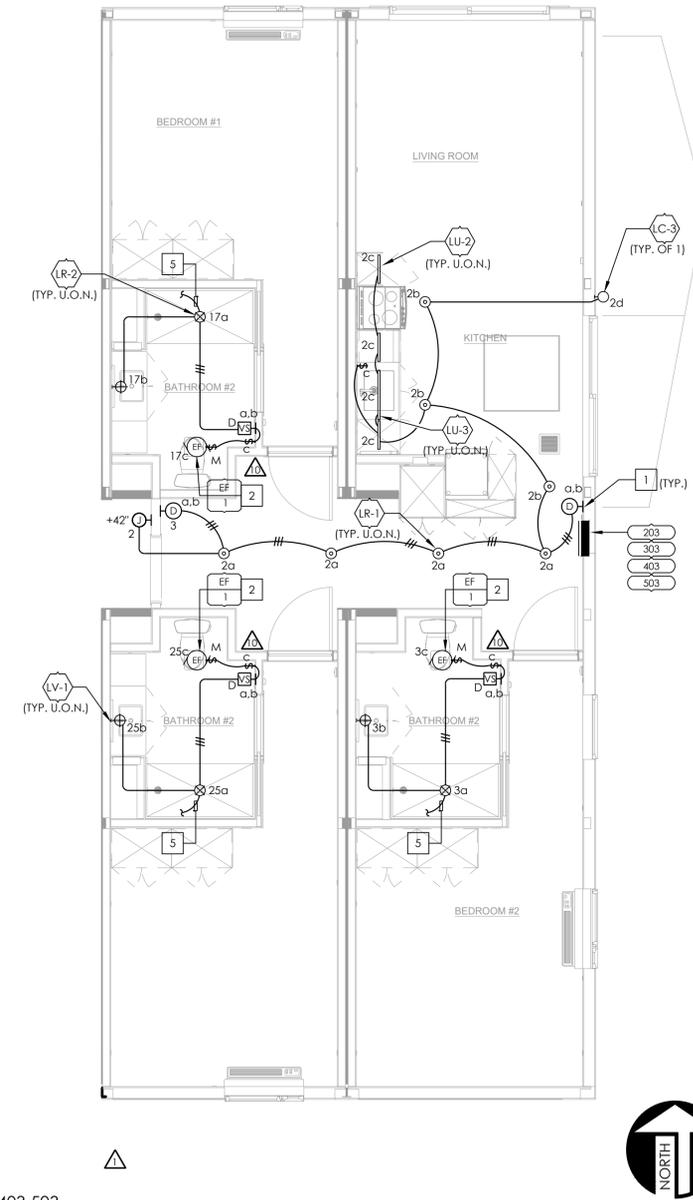 BEDROOM #1
LIVING ROOM
LC-3
(TYP. OF 1)
LU-2
(TYP. U.O.N.)
2c
5
LR-2
(TYP. U.O.N.)
2b
2d
17a
KITCHEN
2c
17b
BATHROOM #2
c
2c
2b
a,b
D
VS
LU-3
(TYP. U.O.N.)
2c
c
17c
EF
M
10
EF
1
2
2b
a,b
D
1
(TYP.)
+42"
J
2
D
a,b
3
LR-1
(TYP. U.O.N.)
203
303
403
503
2a
2a
2a
2a
EF
1
2
EF
1
2
10
10
25c
EF
M
c
D
VS
a,b
3c
EF
M
c
D
VS
a,b
LV-1
(TYP. U.O.N.)
25b
BATHROOM #2
3b
BATHROOM #2
25a
3a
5
5
BEDROOM #2
1
NORTH